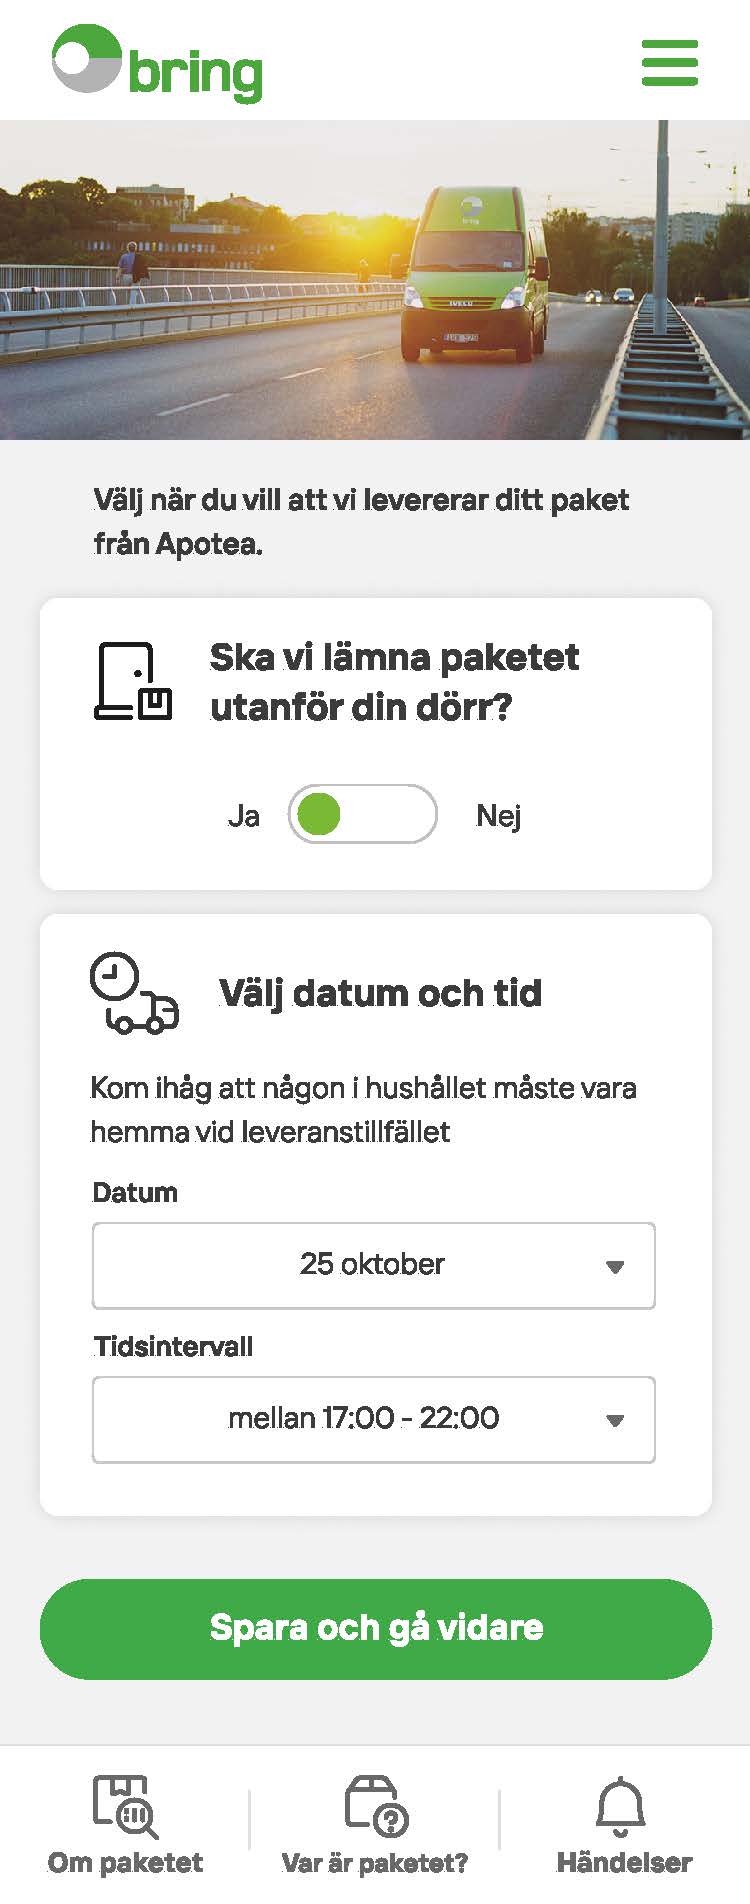 bring
bring
IVECO
Välj när du vill att vi levererar ditt paket
från Apotea.
Ska vi lämna paketet
utanför din dörr?
Ja
Nej
Välj datum och tid
Kom ihåg att någon i hushållet måste vara
hemma vid leveranstillfället
Datum
25 oktober
Tidsintervall
mellan 17:00 - 22:00
Spara och gå vidare
Om paketet
Var är paketet?
Händelser